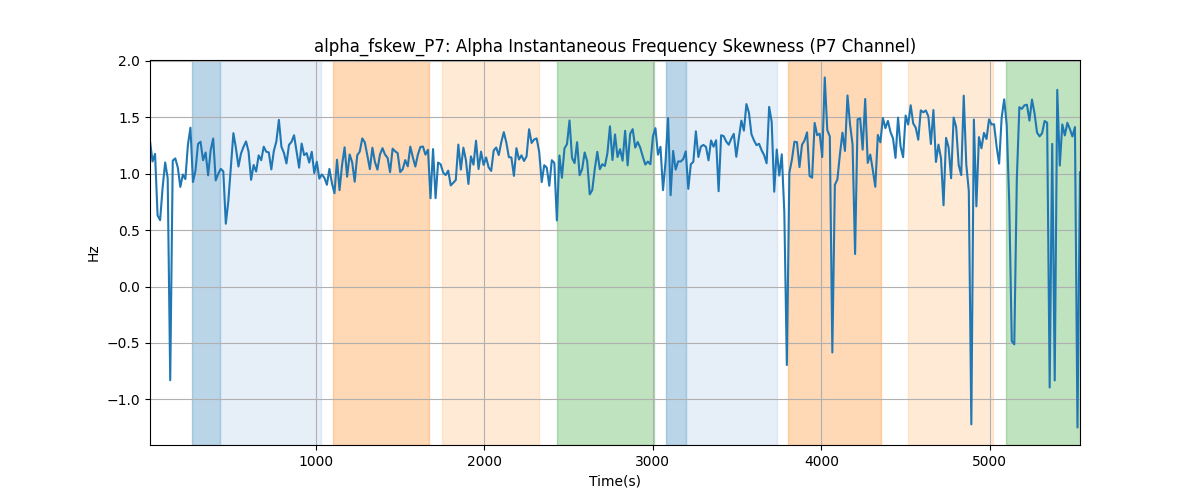 alpha_fskew_P7: Alpha Instantaneous Frequency Skewness (P7 Channel)
2.0
1.5
1.0
0.5
0.0
−0.5
−1.0
Hz
1000 2000 3000 4000 5000
Time(s)